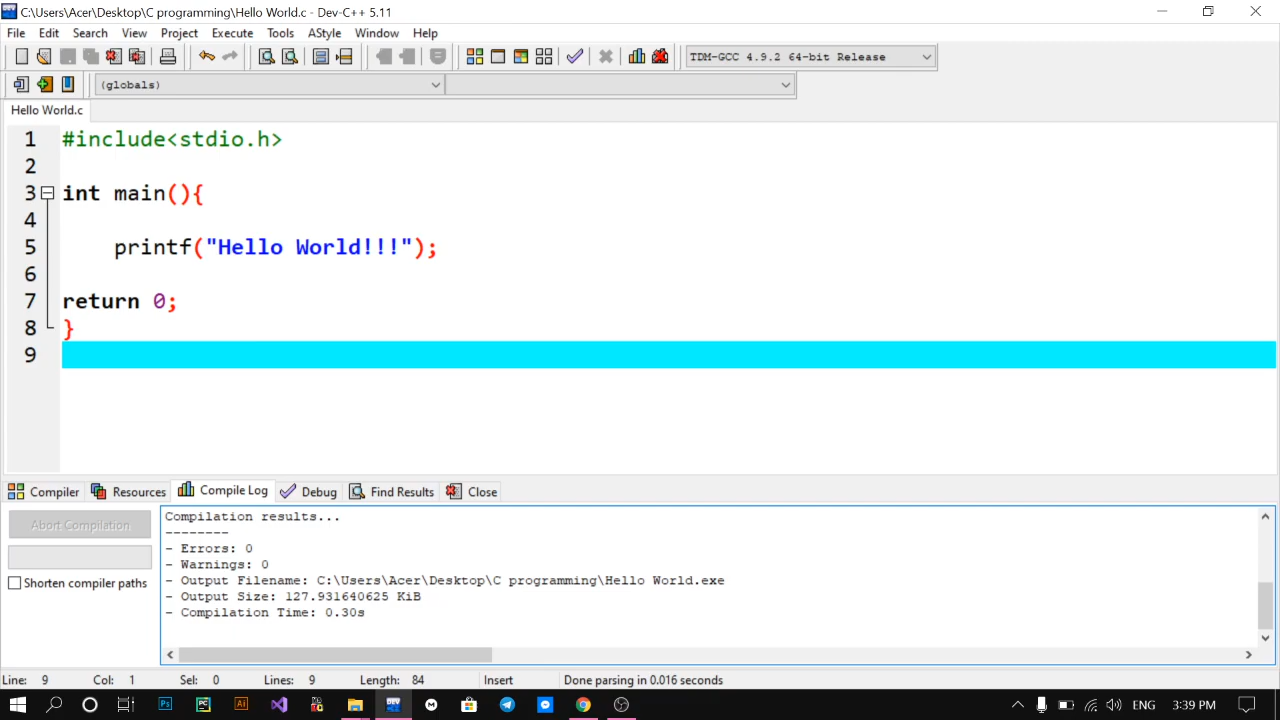 C:\Users\Acer\Desktop\C programming\Hello World.c - Dev-C++ 5.11
File Edit Search View Project Execute Tools AStyle Window Help
TDM-GCC 4.9.2 64-bit Release
(globals)
Hello World.c
1 #include<stdio.h>
2
3 int main(){
4
5 printf("Hello World!!!");
6
7 return 0;
8 }
9
Compiler Resources Compile Log Debug Find Results Close
Abort Compilation
Shorten compiler paths
Compilation results...
--------
- Errors: 0
- Warnings: 0
- Output Filename: C:\Users\Acer\Desktop\C programming\Hello World.exe
- Output Size: 127.931640625 KiB
- Compilation Time: 0.30s
Line: 9 Col: 1 Sel: 0 Lines: 9 Length: 84 Insert Done parsing in 0.016 seconds
Ps PC Ai DEV M ENG 3:39 PM